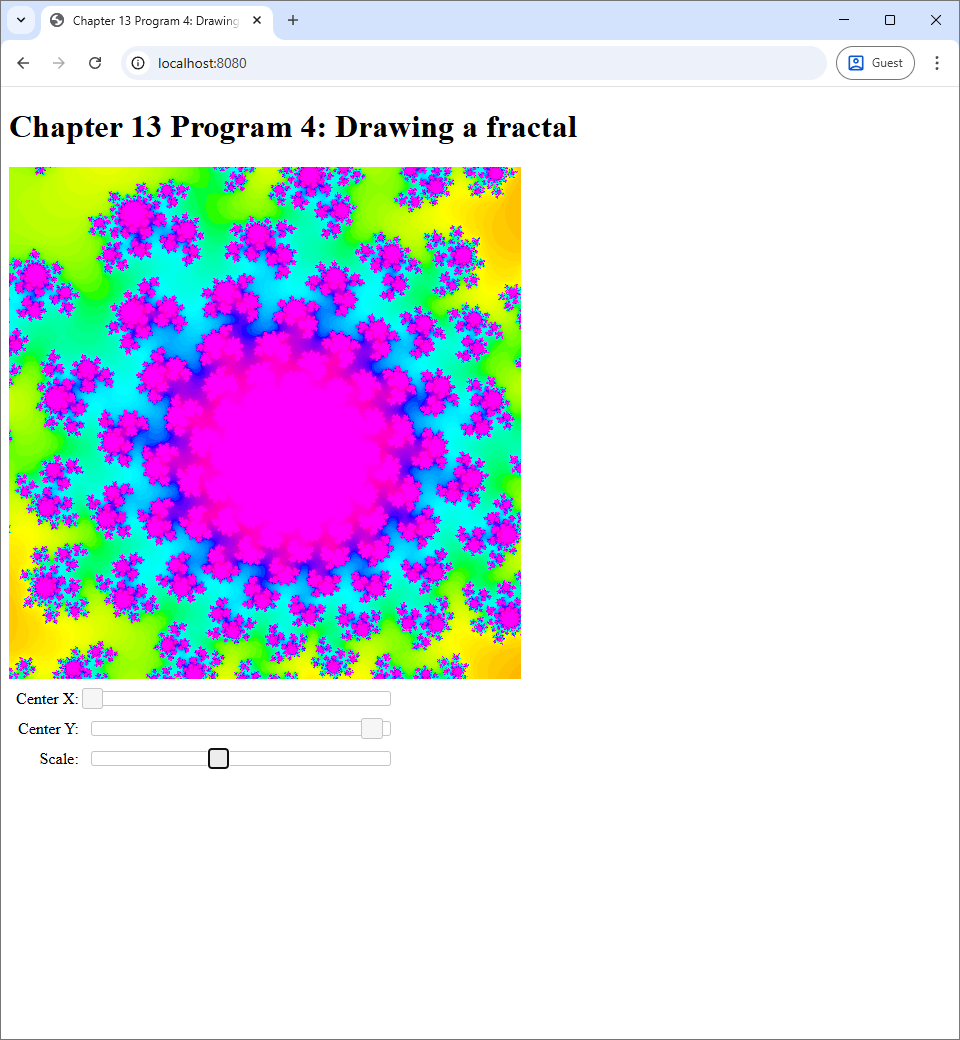 Chapter 13 Program 4: Drawing
localhost:8080
Guest
Chapter 13 Program 4: Drawing a fractal
Center X:
Center Y:
Scale: